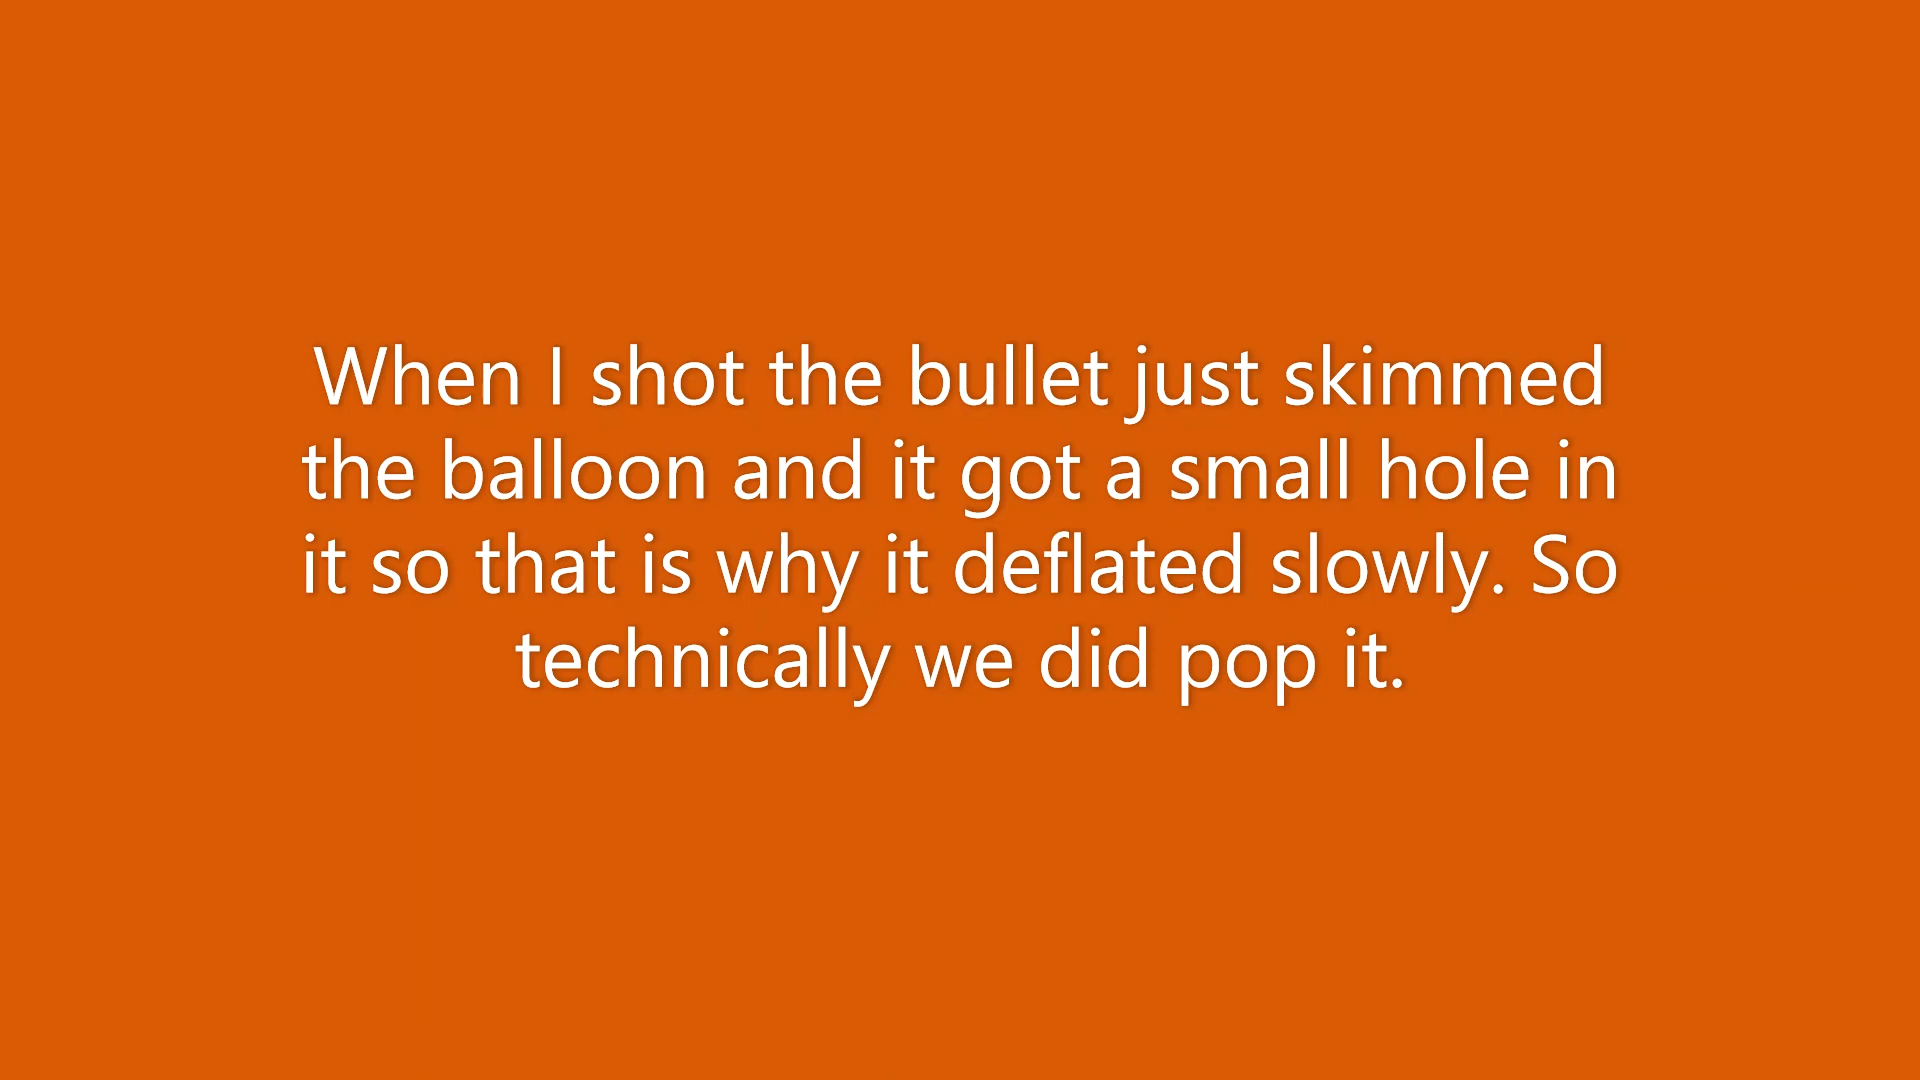 When I shot the bullet just skimmed
the balloon and it got a small hole in
it so that is why it deflated slowly. So
technically we did pop it.